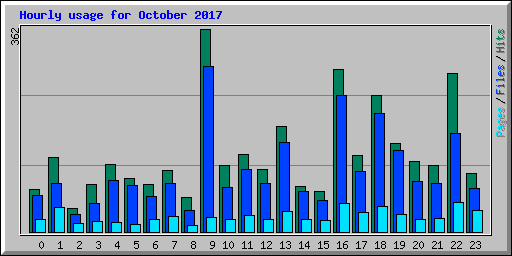 Hourly usage for October 2017
362
Pages / Files / Hits
0 1 2 3 4 5 6 7 8 9 10 11 12 13 14 15 16 17 18 19 20 21 22 23